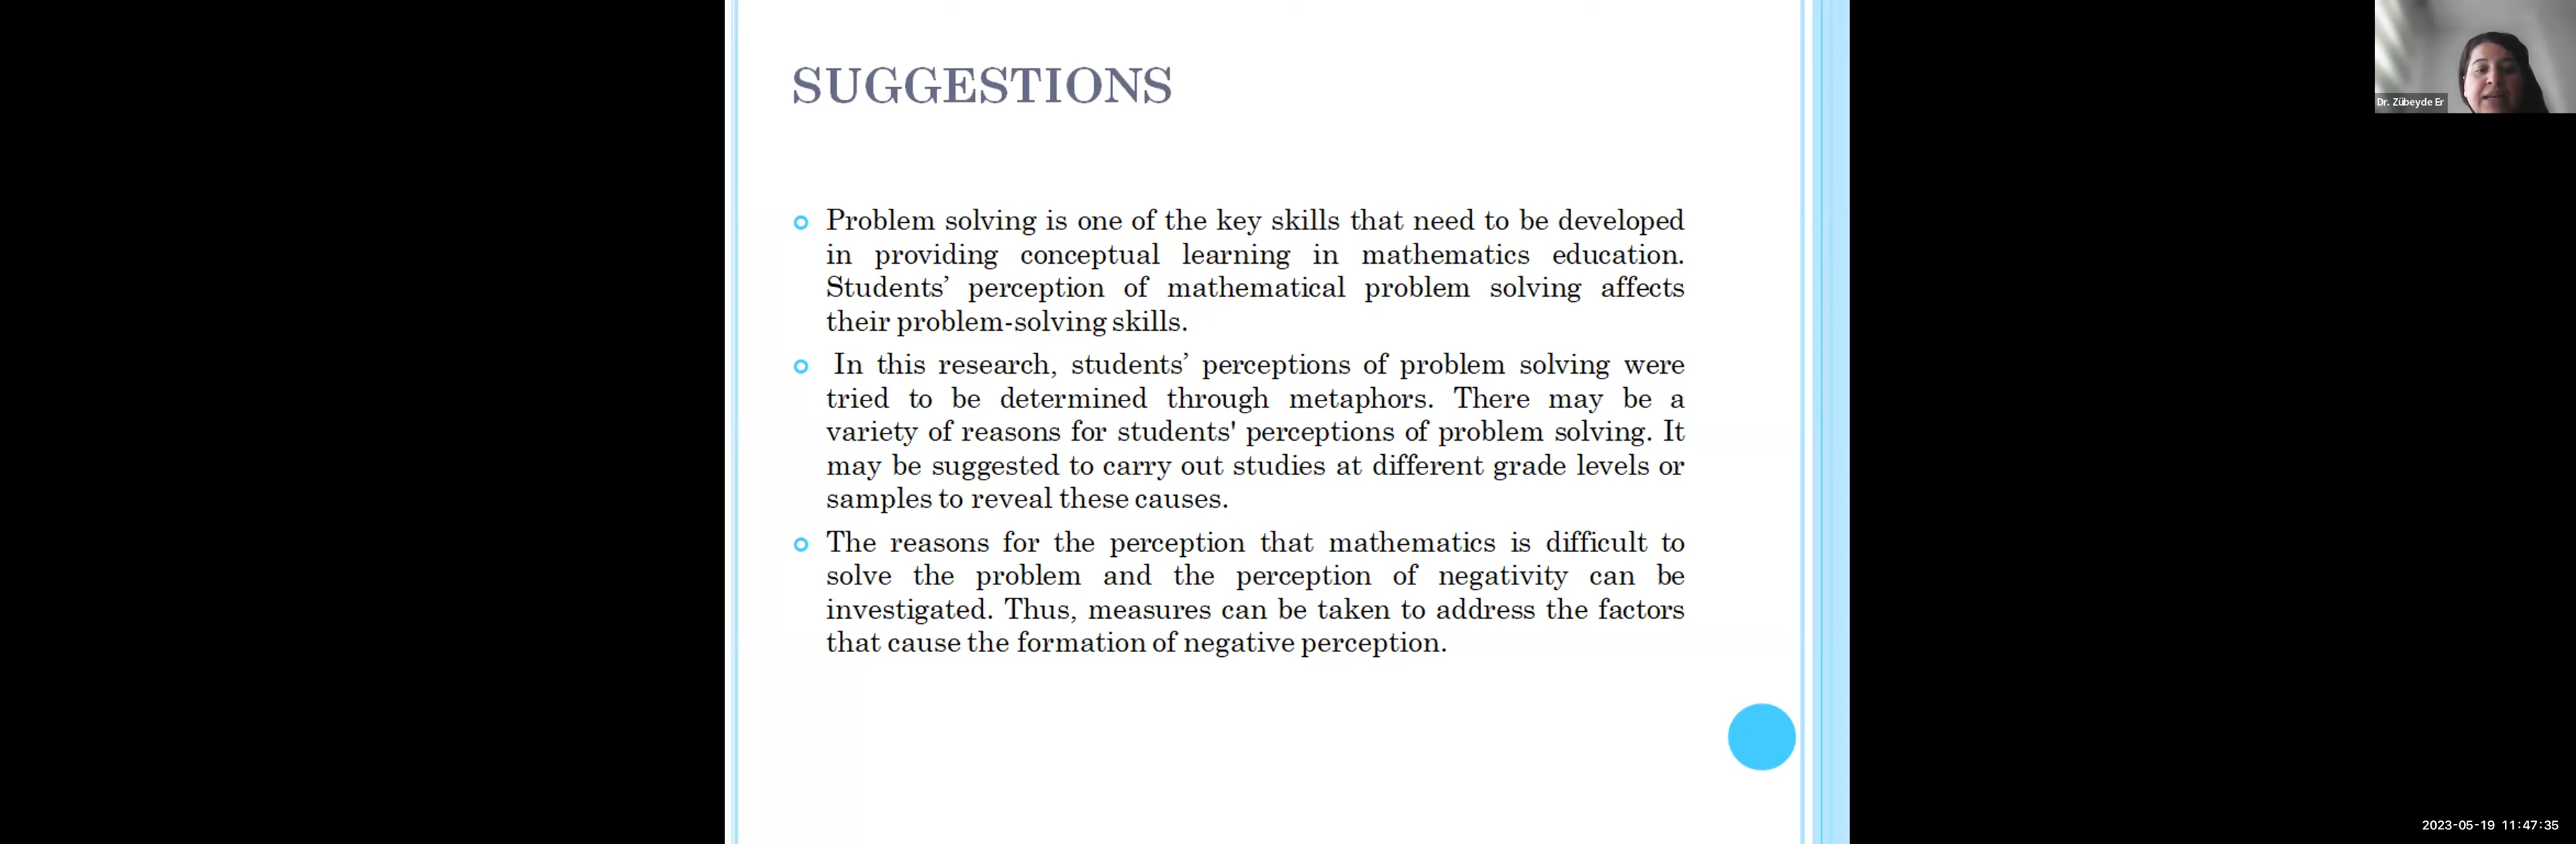 SUGGESTIONS
Problem solving is one of the key skills that need to be developed
in providing conceptual learning in mathematics education.
Students’ perception of mathematical problem solving affects
their problem-solving skills.
In this research, students’ perceptions of problem solving were
tried to be determined through metaphors. There may be a
variety of reasons for students' perceptions of problem solving. It
may be suggested to carry out studies at different grade levels or
samples to reveal these causes.
The reasons for the perception that mathematics is difficult to
solve the problem and the perception of negativity can be
investigated. Thus, measures can be taken to address the factors
that cause the formation of negative perception.
Dr. Zübeyde Er
2023-05-19 11:47:35